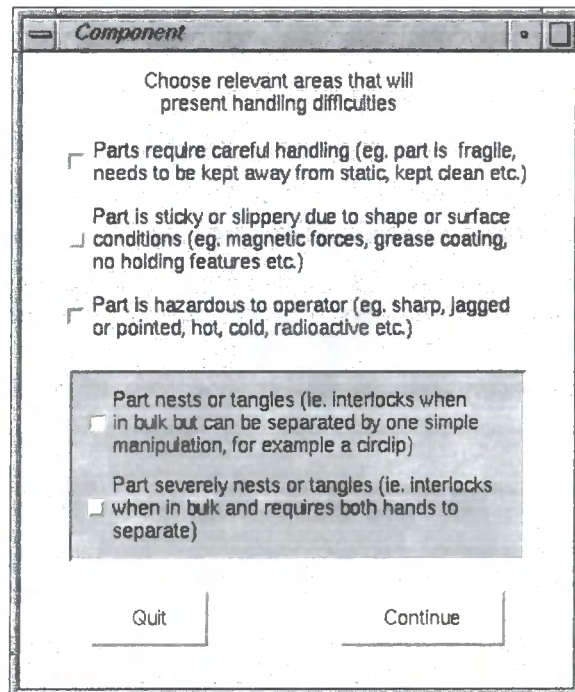 Component
Choose relevant areas that will
present handling difficulties
Parts require careful handling (eg. part is fragile,
needs to be kept away from static, kept clean etc.)
Part is sticky or slippery due to shape or surface
conditions (eg. magnetic forces, grease coating,
no holding features etc.)
Part is hazardous to operator (eg. sharp, jagged
or pointed, hot, cold, radioactive etc.)
Part nests or tangles (ie. interlocks when
in bulk but can be separated by one simple
manipulation, for example a circlip)
Part severely nests or tangles (ie. interlocks
when in bulk and requires both hands to
separate)
Quit
Continue